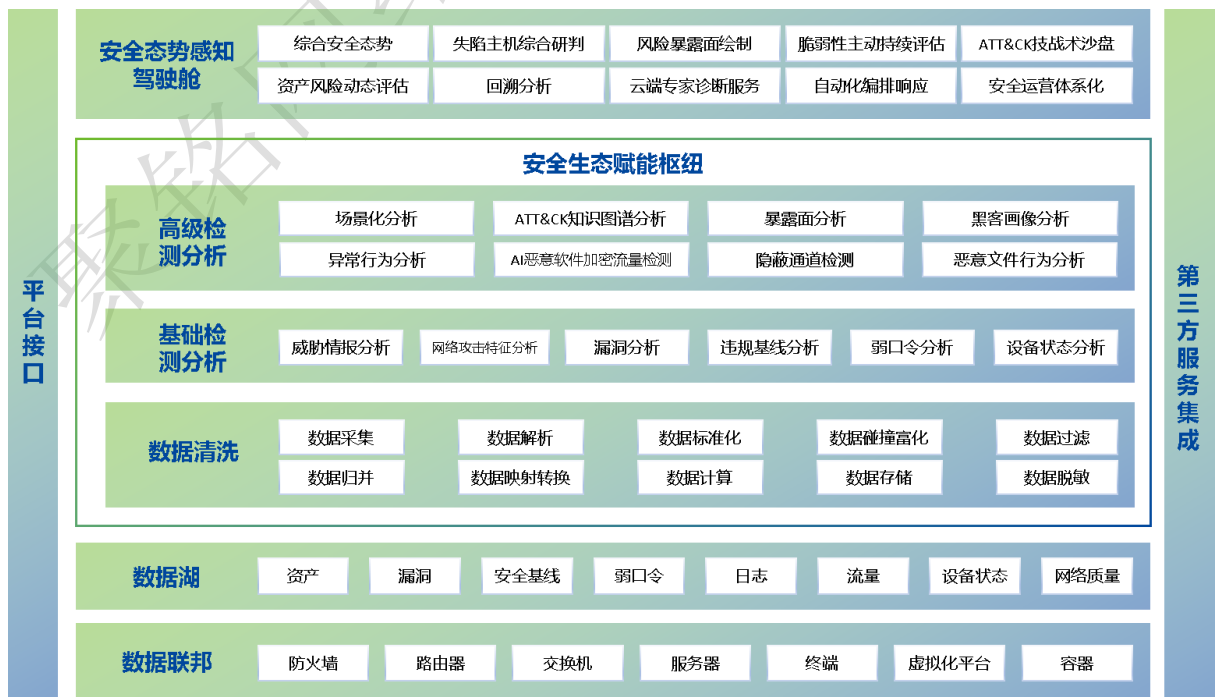 安全态势感知
驾驶舱
综合安全态势
失陷主机综合研判
风险暴露面绘制
脆弱性主动持续评估
ATT&CK技战术沙盘
资产风险动态评估
回溯分析
云端专家诊断服务
自动化编排响应
安全运营体系化
安全生态赋能枢纽
高级检
测分析
场景化分析
ATT&CK知识图谱分析
暴露面分析
黑客画像分析
异常行为分析
AI恶意软件加密流量检测
隐蔽通道检测
恶意文件行为分析
基础检
测分析
威胁情报分析
网络攻击特征分析
漏洞分析
违规基线分析
弱口令分析
设备状态分析
数据清洗
数据采集
数据解析
数据标准化
数据碰撞富化
数据过滤
数据归并
数据映射转换
数据计算
数据存储
数据脱敏
数据湖
资产
漏洞
安全基线
弱口令
日志
流量
设备状态
网络质量
数据联邦
防火墙
路由器
交换机
服务器
终端
虚拟化平台
容器
平台接口
第三方服务集成
聚铭网